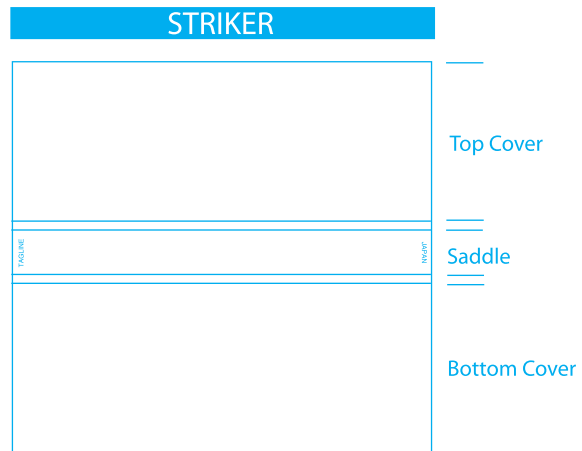 STRIKER
Top Cover
TAGLINE
JAPAN
Saddle
Bottom Cover